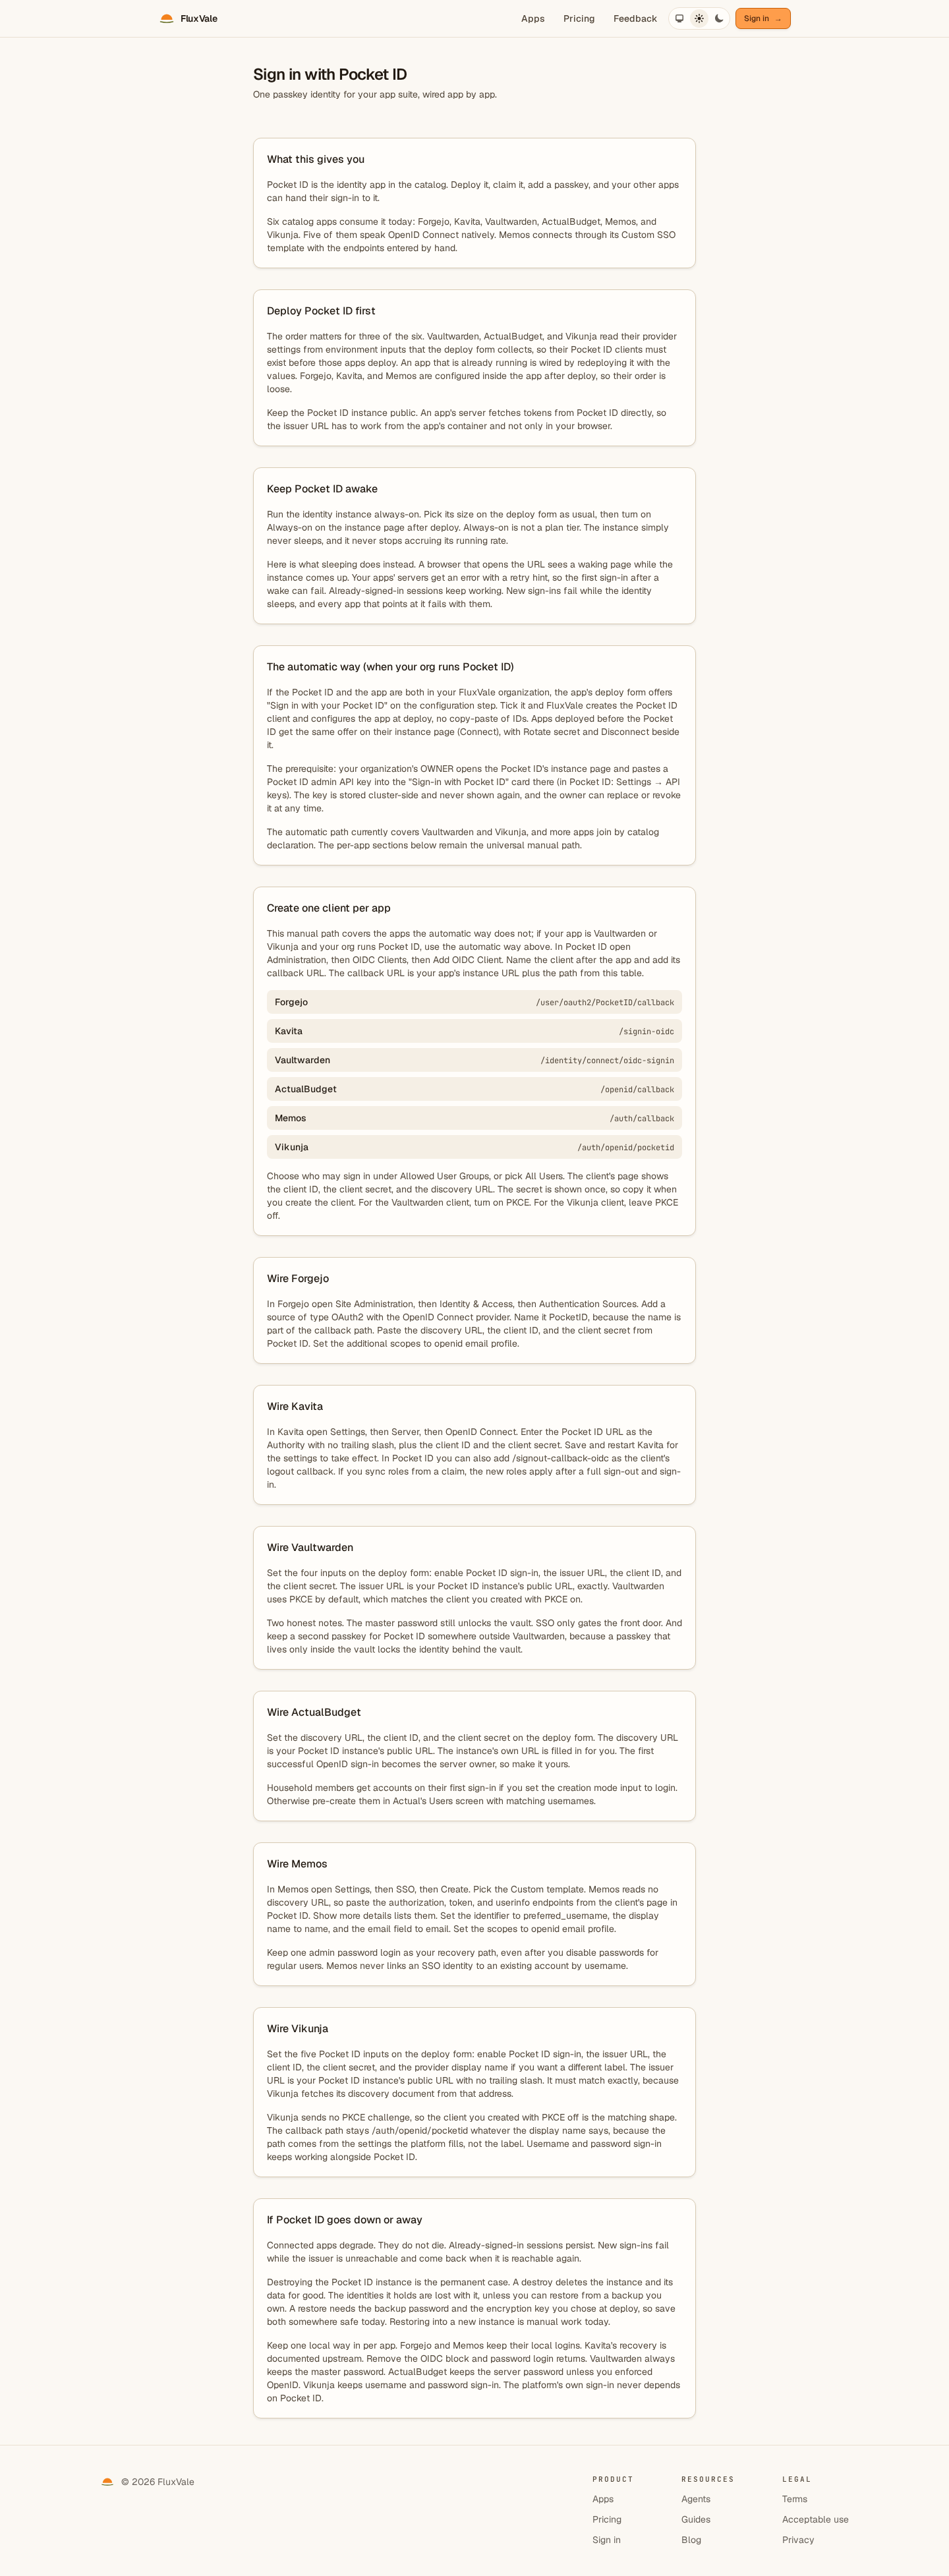 FluxVale
Apps
Pricing
Feedback
Sign in →
Sign in with Pocket ID
One passkey identity for your app suite, wired app by app.
What this gives you
Pocket ID is the identity app in the catalog. Deploy it, claim it, add a passkey, and your other apps
can hand their sign-in to it.
Six catalog apps consume it today: Forgejo, Kavita, Vaultwarden, ActualBudget, Memos, and
Vikunja. Five of them speak OpenID Connect natively. Memos connects through its Custom SSO
template with the endpoints entered by hand.
Deploy Pocket ID first
The order matters for three of the six. Vaultwarden, ActualBudget, and Vikunja read their provider
settings from environment inputs that the deploy form collects, so their Pocket ID clients must
exist before those apps deploy. An app that is already running is wired by redeploying it with the
values. Forgejo, Kavita, and Memos are configured inside the app after deploy, so their order is
loose.
Keep the Pocket ID instance public. An app's server fetches tokens from Pocket ID directly, so
the issuer URL has to work from the app's container and not only in your browser.
Keep Pocket ID awake
Run the identity instance always-on. Pick its size on the deploy form as usual, then turn on
Always-on on the instance page after deploy. Always-on is not a plan tier. The instance simply
never sleeps, and it never stops accruing its running rate.
Here is what sleeping does instead. A browser that opens the URL sees a waking page while the
instance comes up. Your apps' servers get an error with a retry hint, so the first sign-in after a
wake can fail. Already-signed-in sessions keep working. New sign-ins fail while the identity
sleeps, and every app that points at it fails with them.
The automatic way (when your org runs Pocket ID)
If the Pocket ID and the app are both in your FluxVale organization, the app's deploy form offers
"Sign in with your Pocket ID" on the configuration step. Tick it and FluxVale creates the Pocket ID
client and configures the app at deploy, no copy-paste of IDs. Apps deployed before the Pocket
ID get the same offer on their instance page (Connect), with Rotate secret and Disconnect beside
it.
The prerequisite: your organization's OWNER opens the Pocket ID's instance page and pastes a
Pocket ID admin API key into the "Sign-in with Pocket ID" card there (in Pocket ID: Settings → API
keys). The key is stored cluster-side and never shown again, and the owner can replace or revoke
it at any time.
The automatic path currently covers Vaultwarden and Vikunja, and more apps join by catalog
declaration. The per-app sections below remain the universal manual path.
Create one client per app
This manual path covers the apps the automatic way does not; if your app is Vaultwarden or
Vikunja and your org runs Pocket ID, use the automatic way above. In Pocket ID open
Administration, then OIDC Clients, then Add OIDC Client. Name the client after the app and add its
callback URL. The callback URL is your app's instance URL plus the path from this table.
Forgejo /user/oauth2/PocketID/callback
Kavita /signin-oidc
Vaultwarden /identity/connect/oidc-signin
ActualBudget /openid/callback
Memos /auth/callback
Vikunja /auth/openid/pocketid
Choose who may sign in under Allowed User Groups, or pick All Users. The client's page shows
the client ID, the client secret, and the discovery URL. The secret is shown once, so copy it when
you create the client. For the Vaultwarden client, turn on PKCE. For the Vikunja client, leave PKCE
off.
Wire Forgejo
In Forgejo open Site Administration, then Identity & Access, then Authentication Sources. Add a
source of type OAuth2 with the OpenID Connect provider. Name it PocketID, because the name is
part of the callback path. Paste the discovery URL, the client ID, and the client secret from
Pocket ID. Set the additional scopes to openid email profile.
Wire Kavita
In Kavita open Settings, then Server, then OpenID Connect. Enter the Pocket ID URL as the
Authority with no trailing slash, plus the client ID and the client secret. Save and restart Kavita for
the settings to take effect. In Pocket ID you can also add /signout-callback-oidc as the client's
logout callback. If you sync roles from a claim, the new roles apply after a full sign-out and sign-
in.
Wire Vaultwarden
Set the four inputs on the deploy form: enable Pocket ID sign-in, the issuer URL, the client ID, and
the client secret. The issuer URL is your Pocket ID instance's public URL, exactly. Vaultwarden
uses PKCE by default, which matches the client you created with PKCE on.
Two honest notes. The master password still unlocks the vault. SSO only gates the front door. And
keep a second passkey for Pocket ID somewhere outside Vaultwarden, because a passkey that
lives only inside the vault locks the identity behind the vault.
Wire ActualBudget
Set the discovery URL, the client ID, and the client secret on the deploy form. The discovery URL
is your Pocket ID instance's public URL. The instance's own URL is filled in for you. The first
successful OpenID sign-in becomes the server owner, so make it yours.
Household members get accounts on their first sign-in if you set the creation mode input to login.
Otherwise pre-create them in Actual's Users screen with matching usernames.
Wire Memos
In Memos open Settings, then SSO, then Create. Pick the Custom template. Memos reads no
discovery URL, so paste the authorization, token, and userinfo endpoints from the client's page in
Pocket ID. Show more details lists them. Set the identifier to preferred_username, the display
name to name, and the email field to email. Set the scopes to openid email profile.
Keep one admin password login as your recovery path, even after you disable passwords for
regular users. Memos never links an SSO identity to an existing account by username.
Wire Vikunja
Set the five Pocket ID inputs on the deploy form: enable Pocket ID sign-in, the issuer URL, the
client ID, the client secret, and the provider display name if you want a different label. The issuer
URL is your Pocket ID instance's public URL with no trailing slash. It must match exactly, because
Vikunja fetches its discovery document from that address.
Vikunja sends no PKCE challenge, so the client you created with PKCE off is the matching shape.
The callback path stays /auth/openid/pocketid whatever the display name says, because the
path comes from the settings the platform fills, not the label. Username and password sign-in
keeps working alongside Pocket ID.
If Pocket ID goes down or away
Connected apps degrade. They do not die. Already-signed-in sessions persist. New sign-ins fail
while the issuer is unreachable and come back when it is reachable again.
Destroying the Pocket ID instance is the permanent case. A destroy deletes the instance and its
data for good. The identities it holds are lost with it, unless you can restore from a backup you
own. A restore needs the backup password and the encryption key you chose at deploy, so save
both somewhere safe today. Restoring into a new instance is manual work today.
Keep one local way in per app. Forgejo and Memos keep their local logins. Kavita's recovery is
documented upstream. Remove the OIDC block and password login returns. Vaultwarden always
keeps the master password. ActualBudget keeps the server password unless you enforced
OpenID. Vikunja keeps username and password sign-in. The platform's own sign-in never depends
on Pocket ID.
© 2026 FluxVale
PRODUCT
Apps
Pricing
Sign in
RESOURCES
Agents
Guides
Blog
LEGAL
Terms
Acceptable use
Privacy